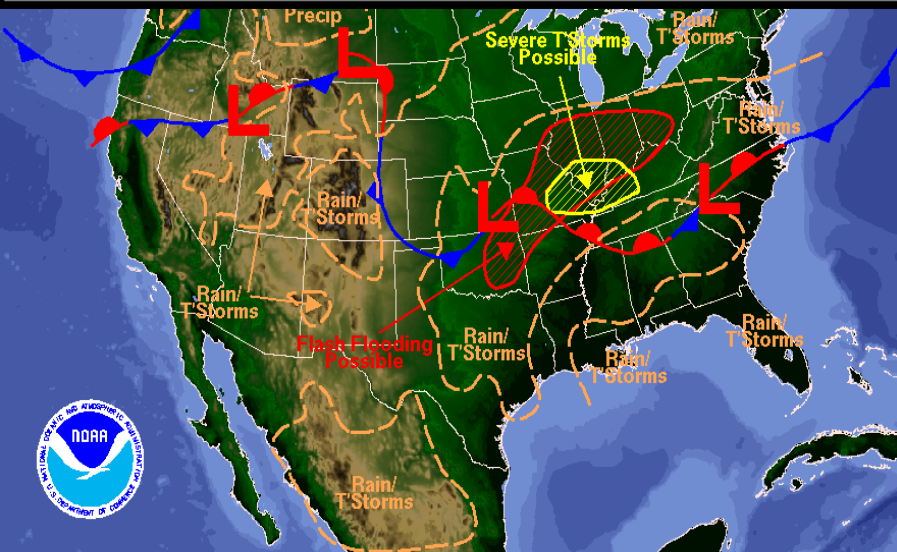 Precip
Rain/
T'Storms
Severe T'Storms
Possible
Rain/
T'Storms
Rain/
T'Storms
Rain/
T'Storms
Flash Flooding
Possible
Rain/
T'Storms
Rain/
T'Storms
Rain/
T'Storms
Rain/
T'Storms
L
L
L
L
NATIONAL OCEANIC AND ATMOSPHERIC ADMINISTRATION
NOAA
U.S. DEPARTMENT OF COMMERCE